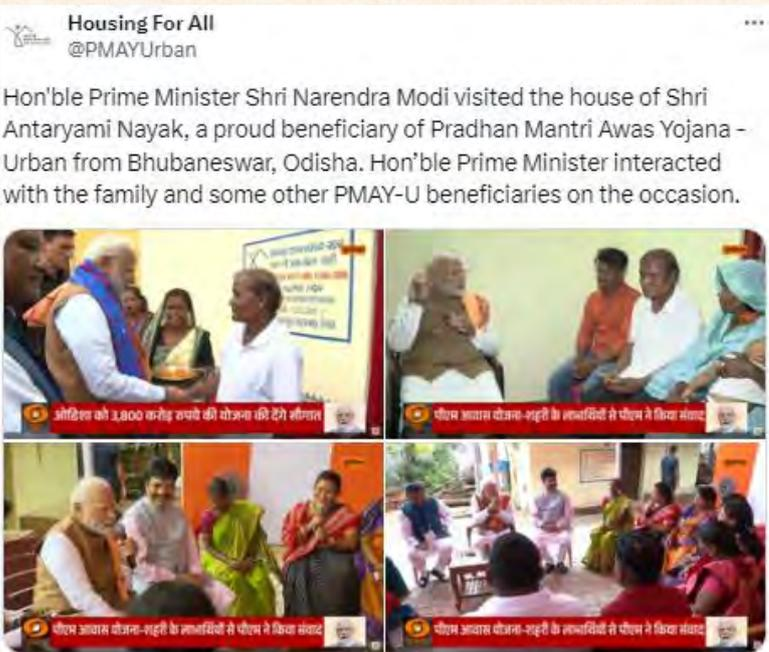 Housing For All
@PMAYUrban
Hon'ble Prime Minister Shri Narendra Modi visited the house of Shri
Antaryami Nayak, a proud beneficiary of Pradhan Mantri Awas Yojana -
Urban from Bhubaneswar, Odisha. Hon’ble Prime Minister interacted
with the family and some other PMAY-U beneficiaries on the occasion.
ओडिशा को 3,800 करोड़ रुपये की योजना की देंगे सौगात
पीएम आवास योजना-शहरी के लाभार्थियों से पीएम ने किया संवाद
पीएम आवास योजना-शहरी के लाभार्थियों से पीएम ने किया संवाद
पीएम आवास योजना-शहरी के लाभार्थियों से पीएम ने किया संवाद